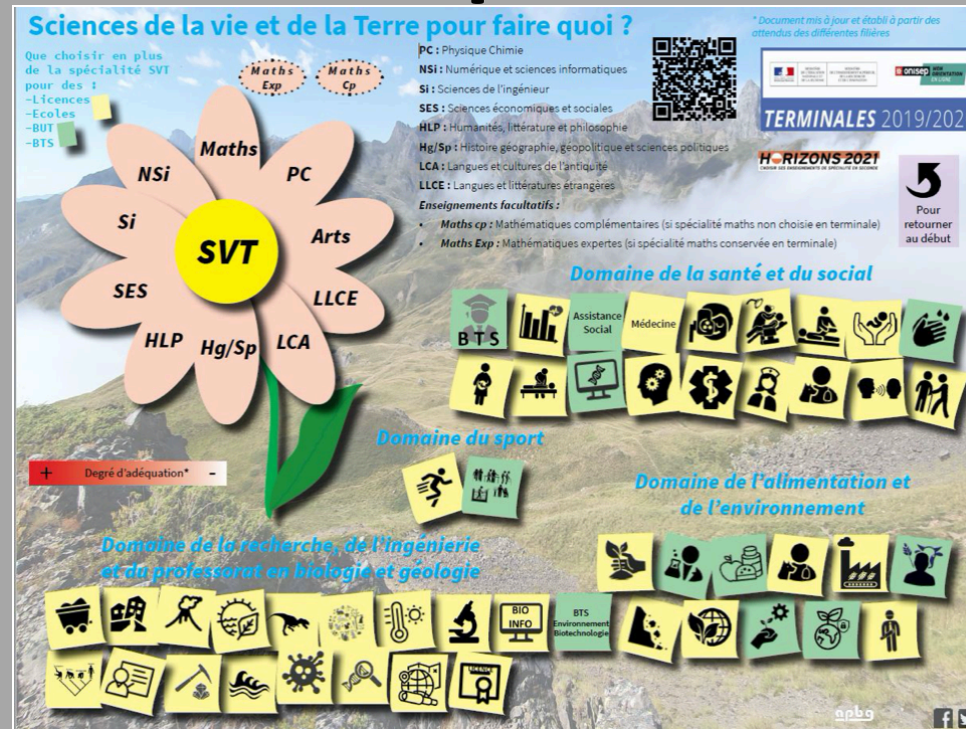 Sciences de la vie et de la Terre pour faire quoi ?
* Document mis à jour et établi à partir des
attendus des différentes filières
Que choisir en plus
de la spécialité SVT
pour des :
-Licences
-Ecoles
-BUT
-BTS
Maths
Exp
Maths
Cp
PC : Physique Chimie
NSi : Numérique et sciences informatiques
Si : Sciences de l'ingénieur
SES : Sciences économiques et sociales
HLP : Humanités, littérature et philosophie
Hg/Sp : Histoire géographie, géopolitique et sciences politiques
LCA : Langues et cultures de l'antiquité
LLCE : Langues et littératures étrangères
Enseignements facultatifs :
• Maths cp : Mathématiques complémentaires (si spécialité maths non choisie en terminale)
• Maths Exp : Mathématiques expertes (si spécialité maths conservée en terminale)
onisep
TERMINALES 2019/202
HORIZONS 2021
Pour
retourner
au début
Maths
NSi
PC
Si
SVT
Arts
SES
LLCE
HLP
Hg/Sp
LCA
Domaine de la santé et du social
BTS
Assistance
Social
Médecine
Domaine du sport
+ Degré d'adéquation* -
Domaine de l'alimentation et
de l'environnement
Domaine de la recherche, de l'ingénierie
et du professorat en biologie et géologie
BIO
INFO
BTS
Environnement
Biotechnologie
LICENCE
apbg